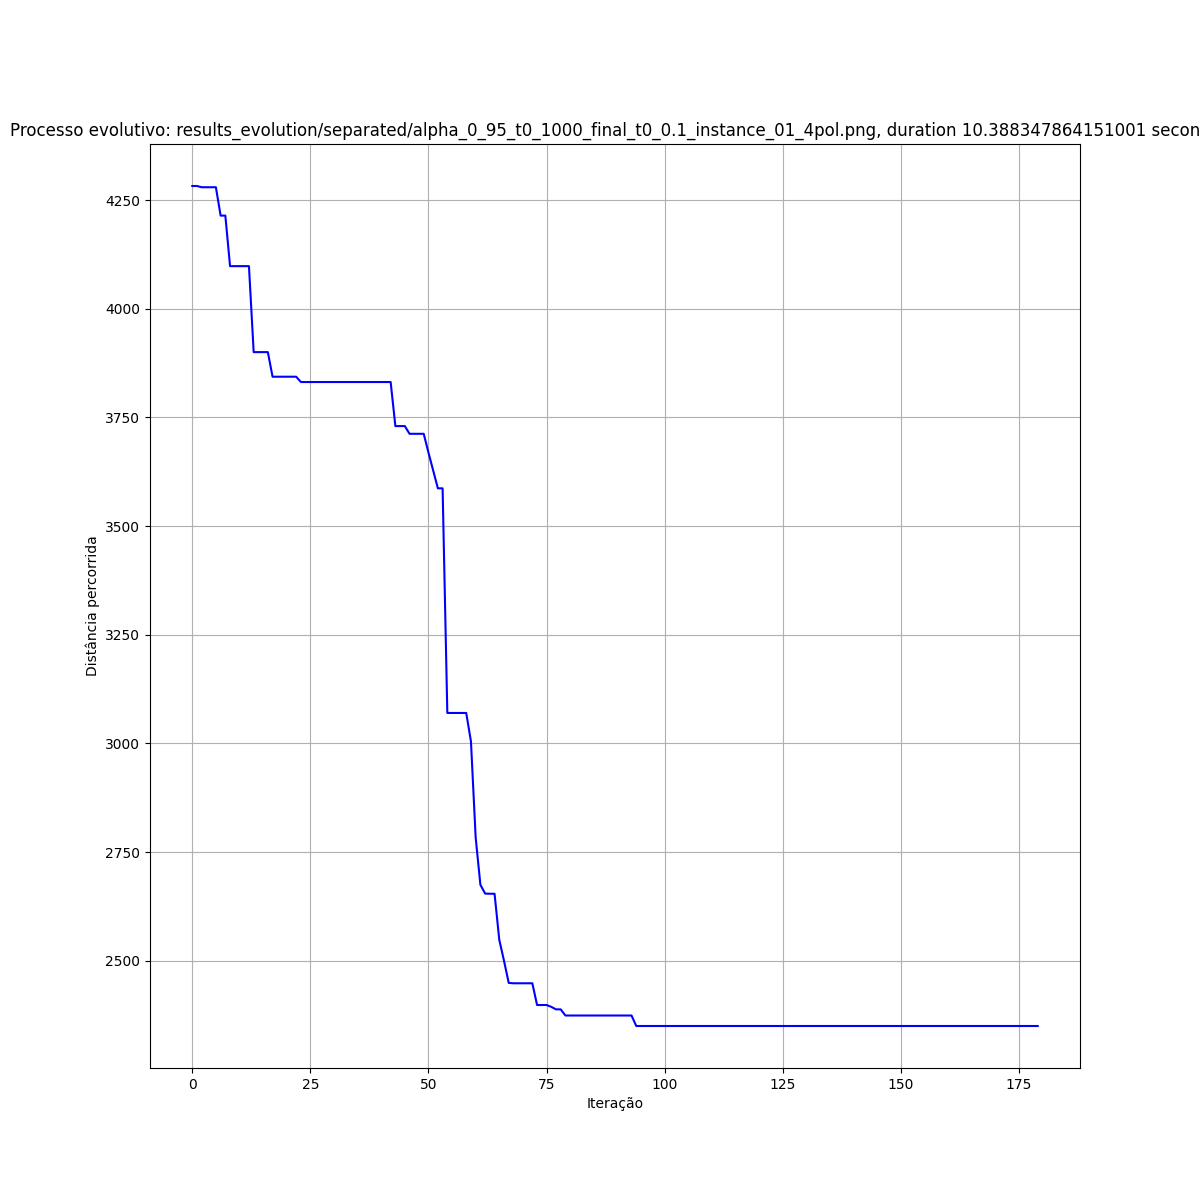 Processo evolutivo: results_evolution/separated/alpha_0_95_t0_1000_final_t0_0.1_instance_01_4pol.png, duration 10.388347864151001 secon
4250
4000
3750
3500
3250
3000
2750
2500
Distância percorrida
0 25 50 75 100 125 150 175
Iteração